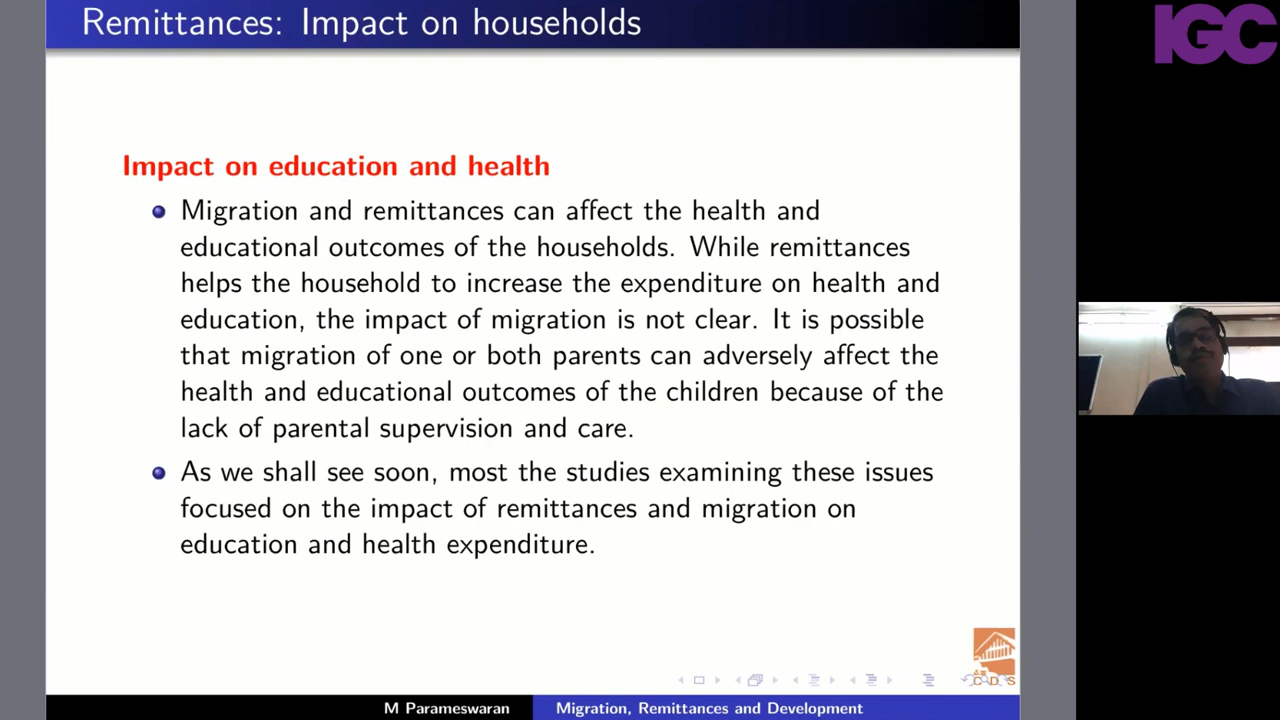 Remittances: Impact on households
IGC
Impact on education and health
Migration and remittances can affect the health and
educational outcomes of the households. While remittances
helps the household to increase the expenditure on health and
education, the impact of migration is not clear. It is possible
that migration of one or both parents can adversely affect the
health and educational outcomes of the children because of the
lack of parental supervision and care.
As we shall see soon, most the studies examining these issues
focused on the impact of remittances and migration on
education and health expenditure.
C D S
M Parameswaran
Migration, Remittances and Development